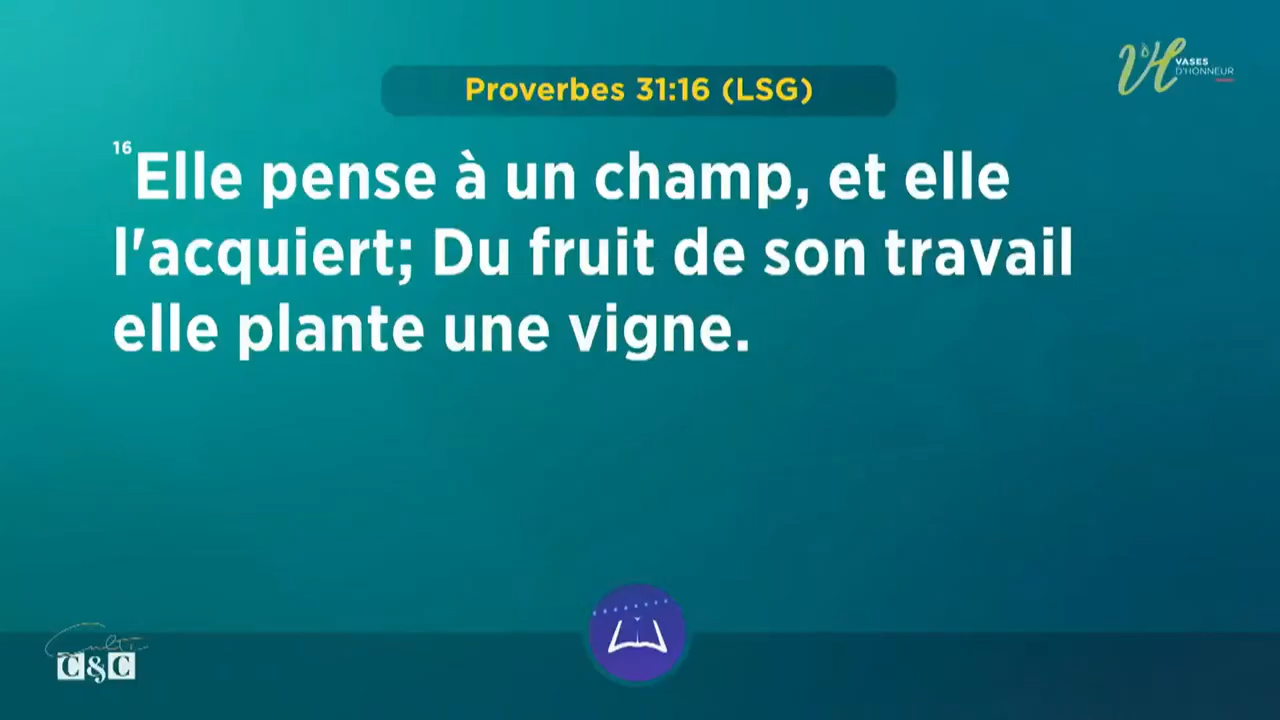 Proverbes 31:16 (LSG)
VASES
D'HONNEUR
16 Elle pense à un champ, et elle
l'acquiert; Du fruit de son travail
elle plante une vigne.
Culte
C&C